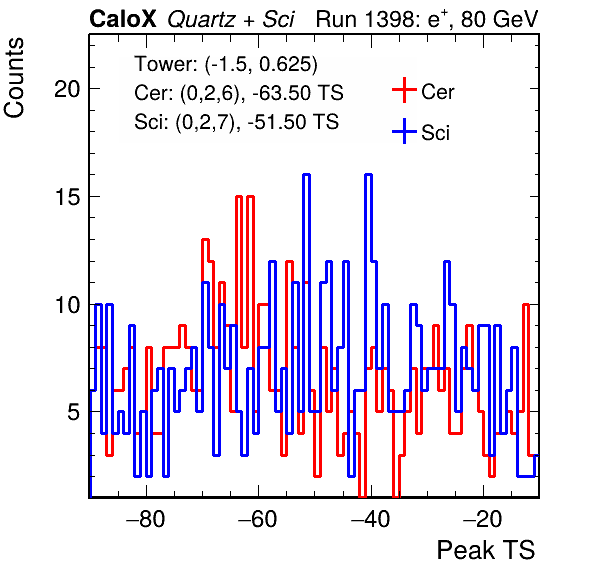 CaloX Quartz + Sci Run 1398: e+, 80 GeV
Counts
Tower: (-1.5, 0.625)
Cer: (0,2,6), -63.50 TS
Sci: (0,2,7), -51.50 TS
Cer
Sci
20
15
10
5
−80 −60 −40 −20
Peak TS